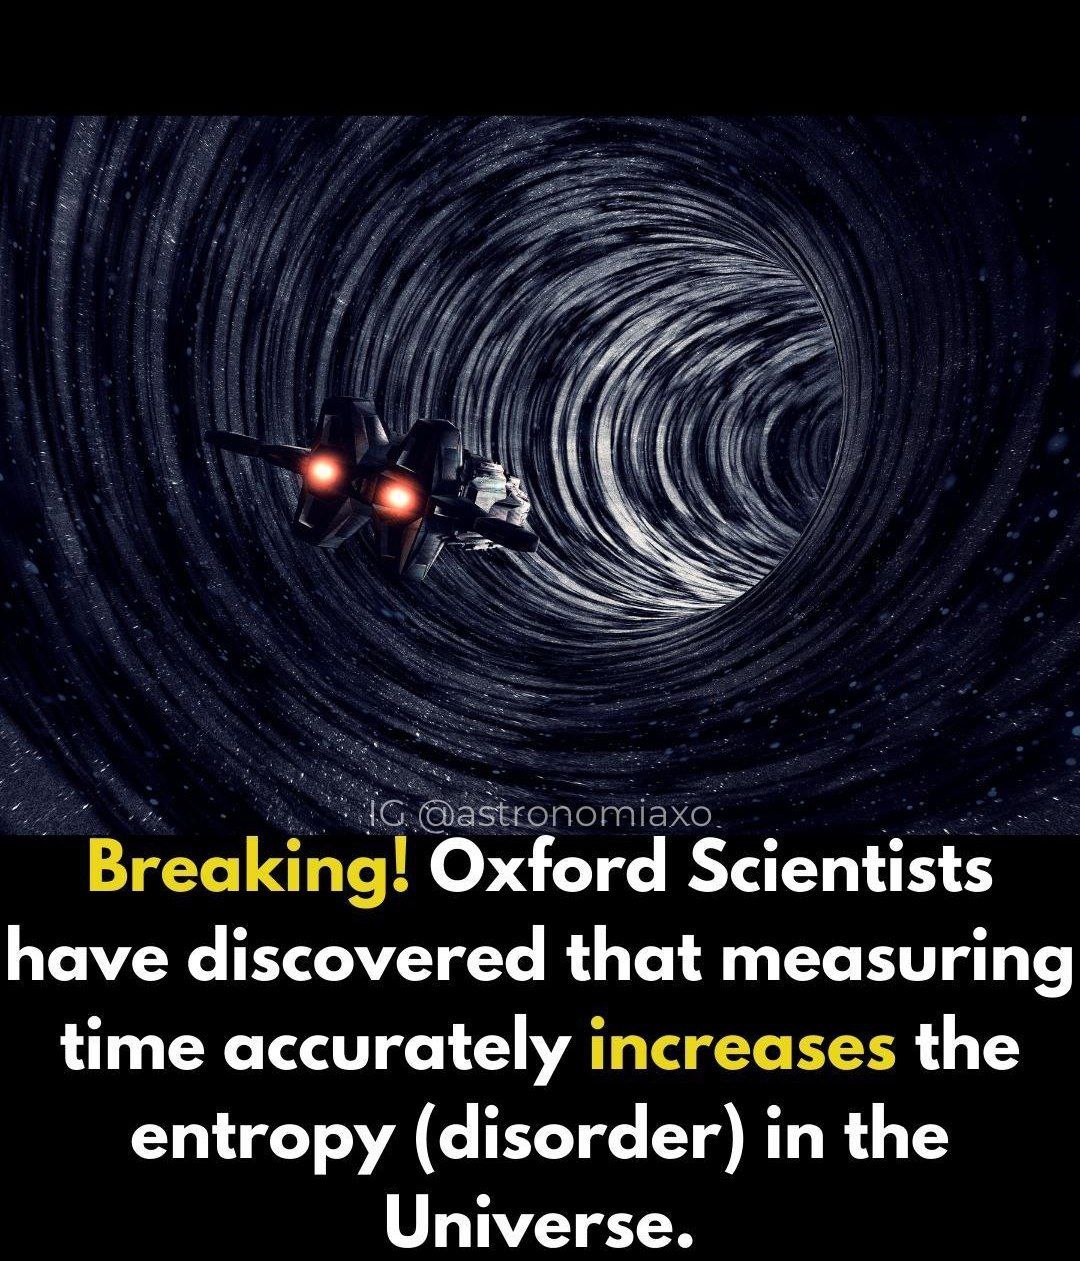 IG @astronomiaxo
Breaking! Oxford Scientists
have discovered that measuring
time accurately increases the
entropy (disorder) in the
Universe.